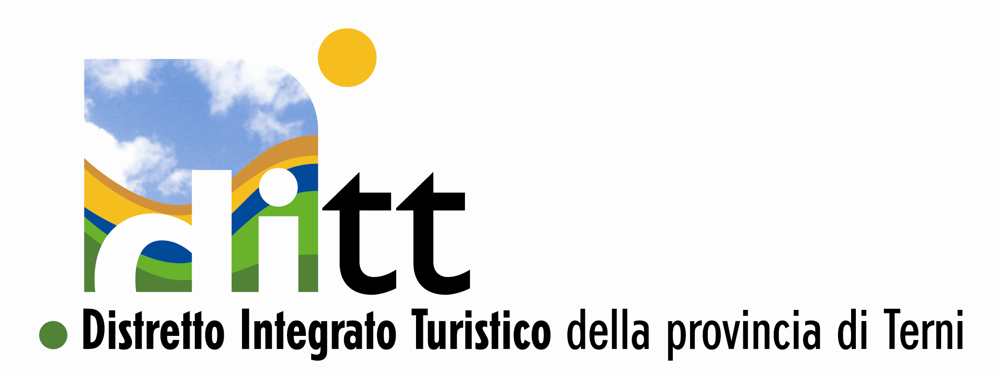 ditt
Distretto Integrato Turistico della provincia di Terni